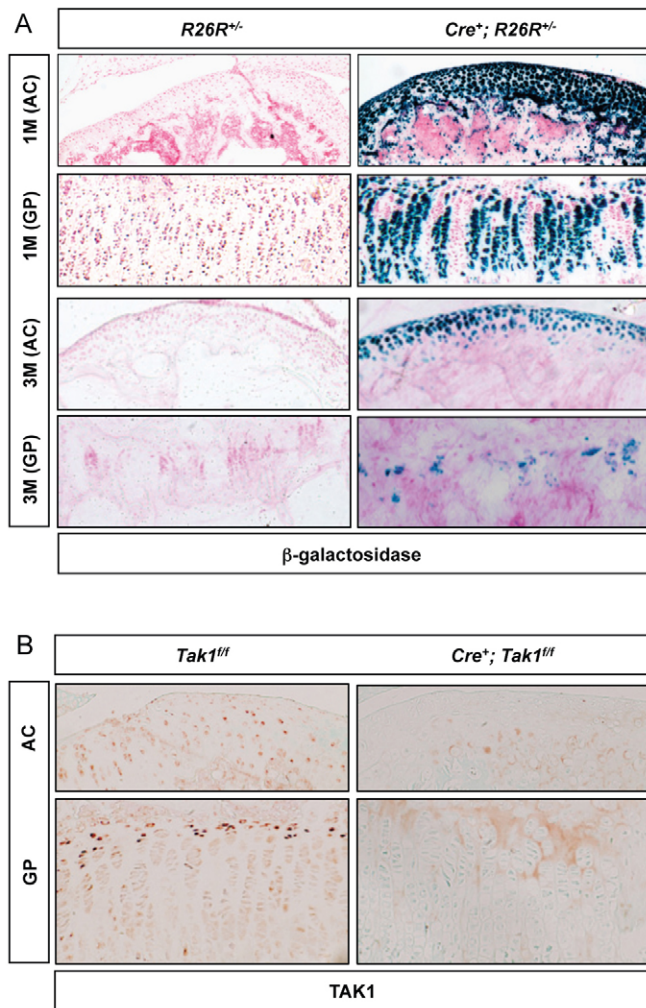 A
R26R+/-
Cre+; R26R+/-
1M (AC)
1M (GP)
3M (AC)
3M (GP)
β-galactosidase
B
Tak1f/f
Cre+; Tak1f/f
AC
GP
TAK1